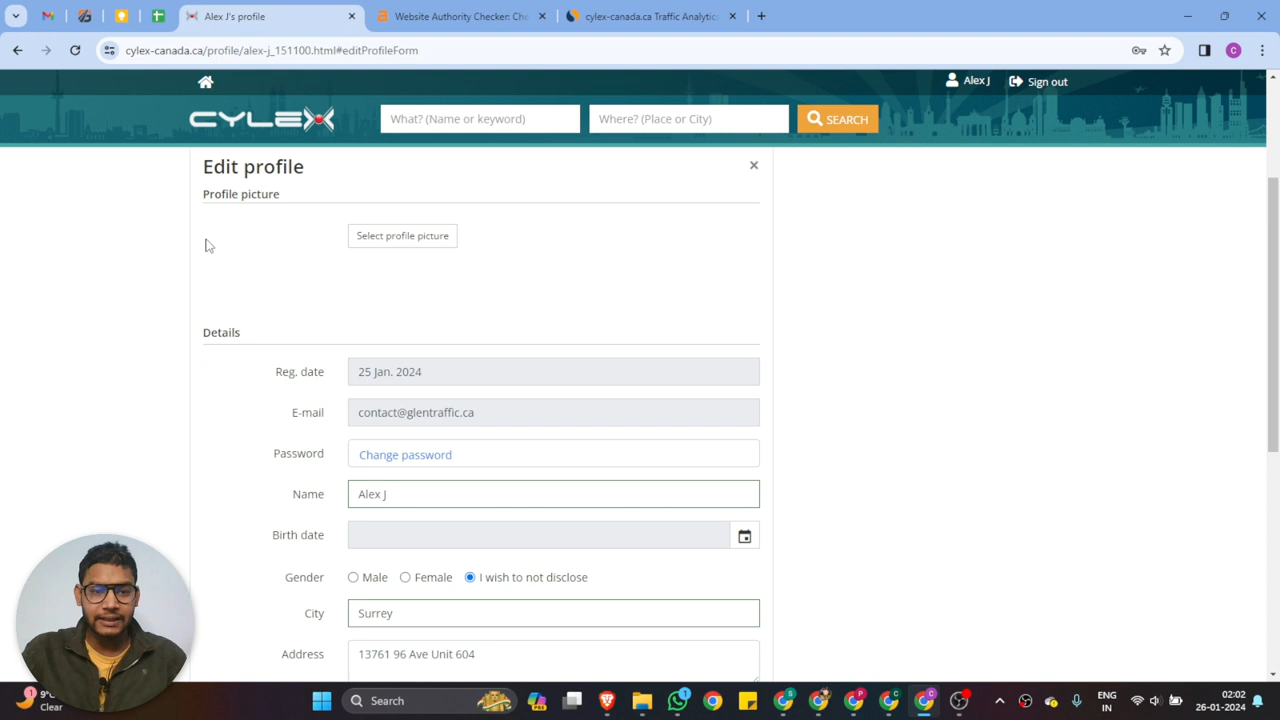 Alex J's profile
Website Authority Checker: Che
cylex-canada.ca Traffic Analytics
cylex-canada.ca/profile/alex-j_151100.html#editProfileForm
C
Alex J
Sign out
CYLEX
What? (Name or keyword)
Where? (Place or City)
SEARCH
Edit profile
Profile picture
Select profile picture
Details
Reg. date
25 Jan. 2024
E-mail
contact@glentraffic.ca
Password
Change password
Name
Alex J
Birth date
Gender
Male
Female
I wish to not disclose
City
Surrey
Address
13761 96 Ave Unit 604
Clear
Search
ENG
IN
02:02
26-01-2024